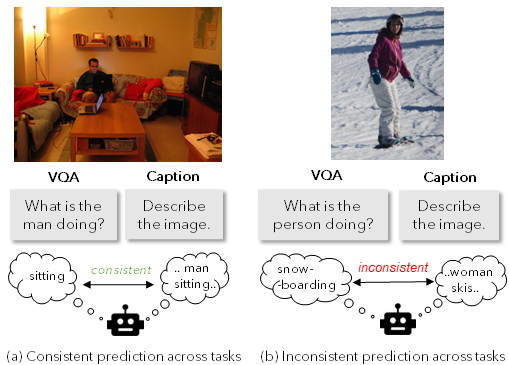 VQA
Caption
What is the
man doing?
Describe
the image.
sitting
consistent
.. man
sitting..
(a) Consistent prediction across tasks
VQA
Caption
What is the
person doing?
Describe
the image.
snow-
-boarding
inconsistent
..woman
skis..
(b) Inconsistent prediction across tasks